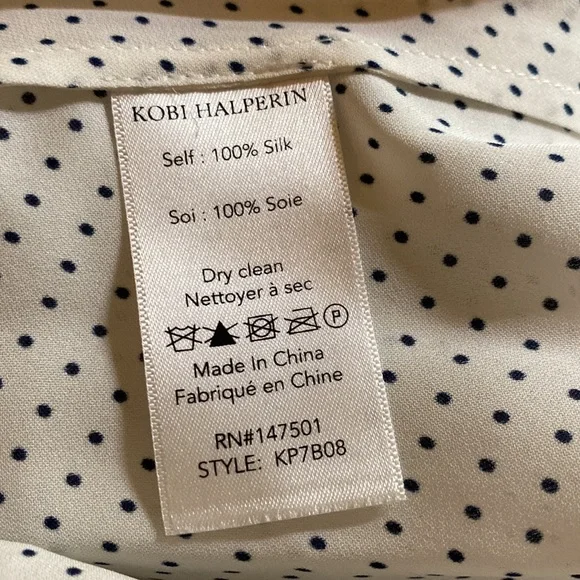 KOBI HALPERIN
Self : 100% Silk
Soi : 100% Soie
Dry clean
Nettoyer à sec
P
Made In China
Fabriqué en Chine
RN#147501
STYLE: KP7B08